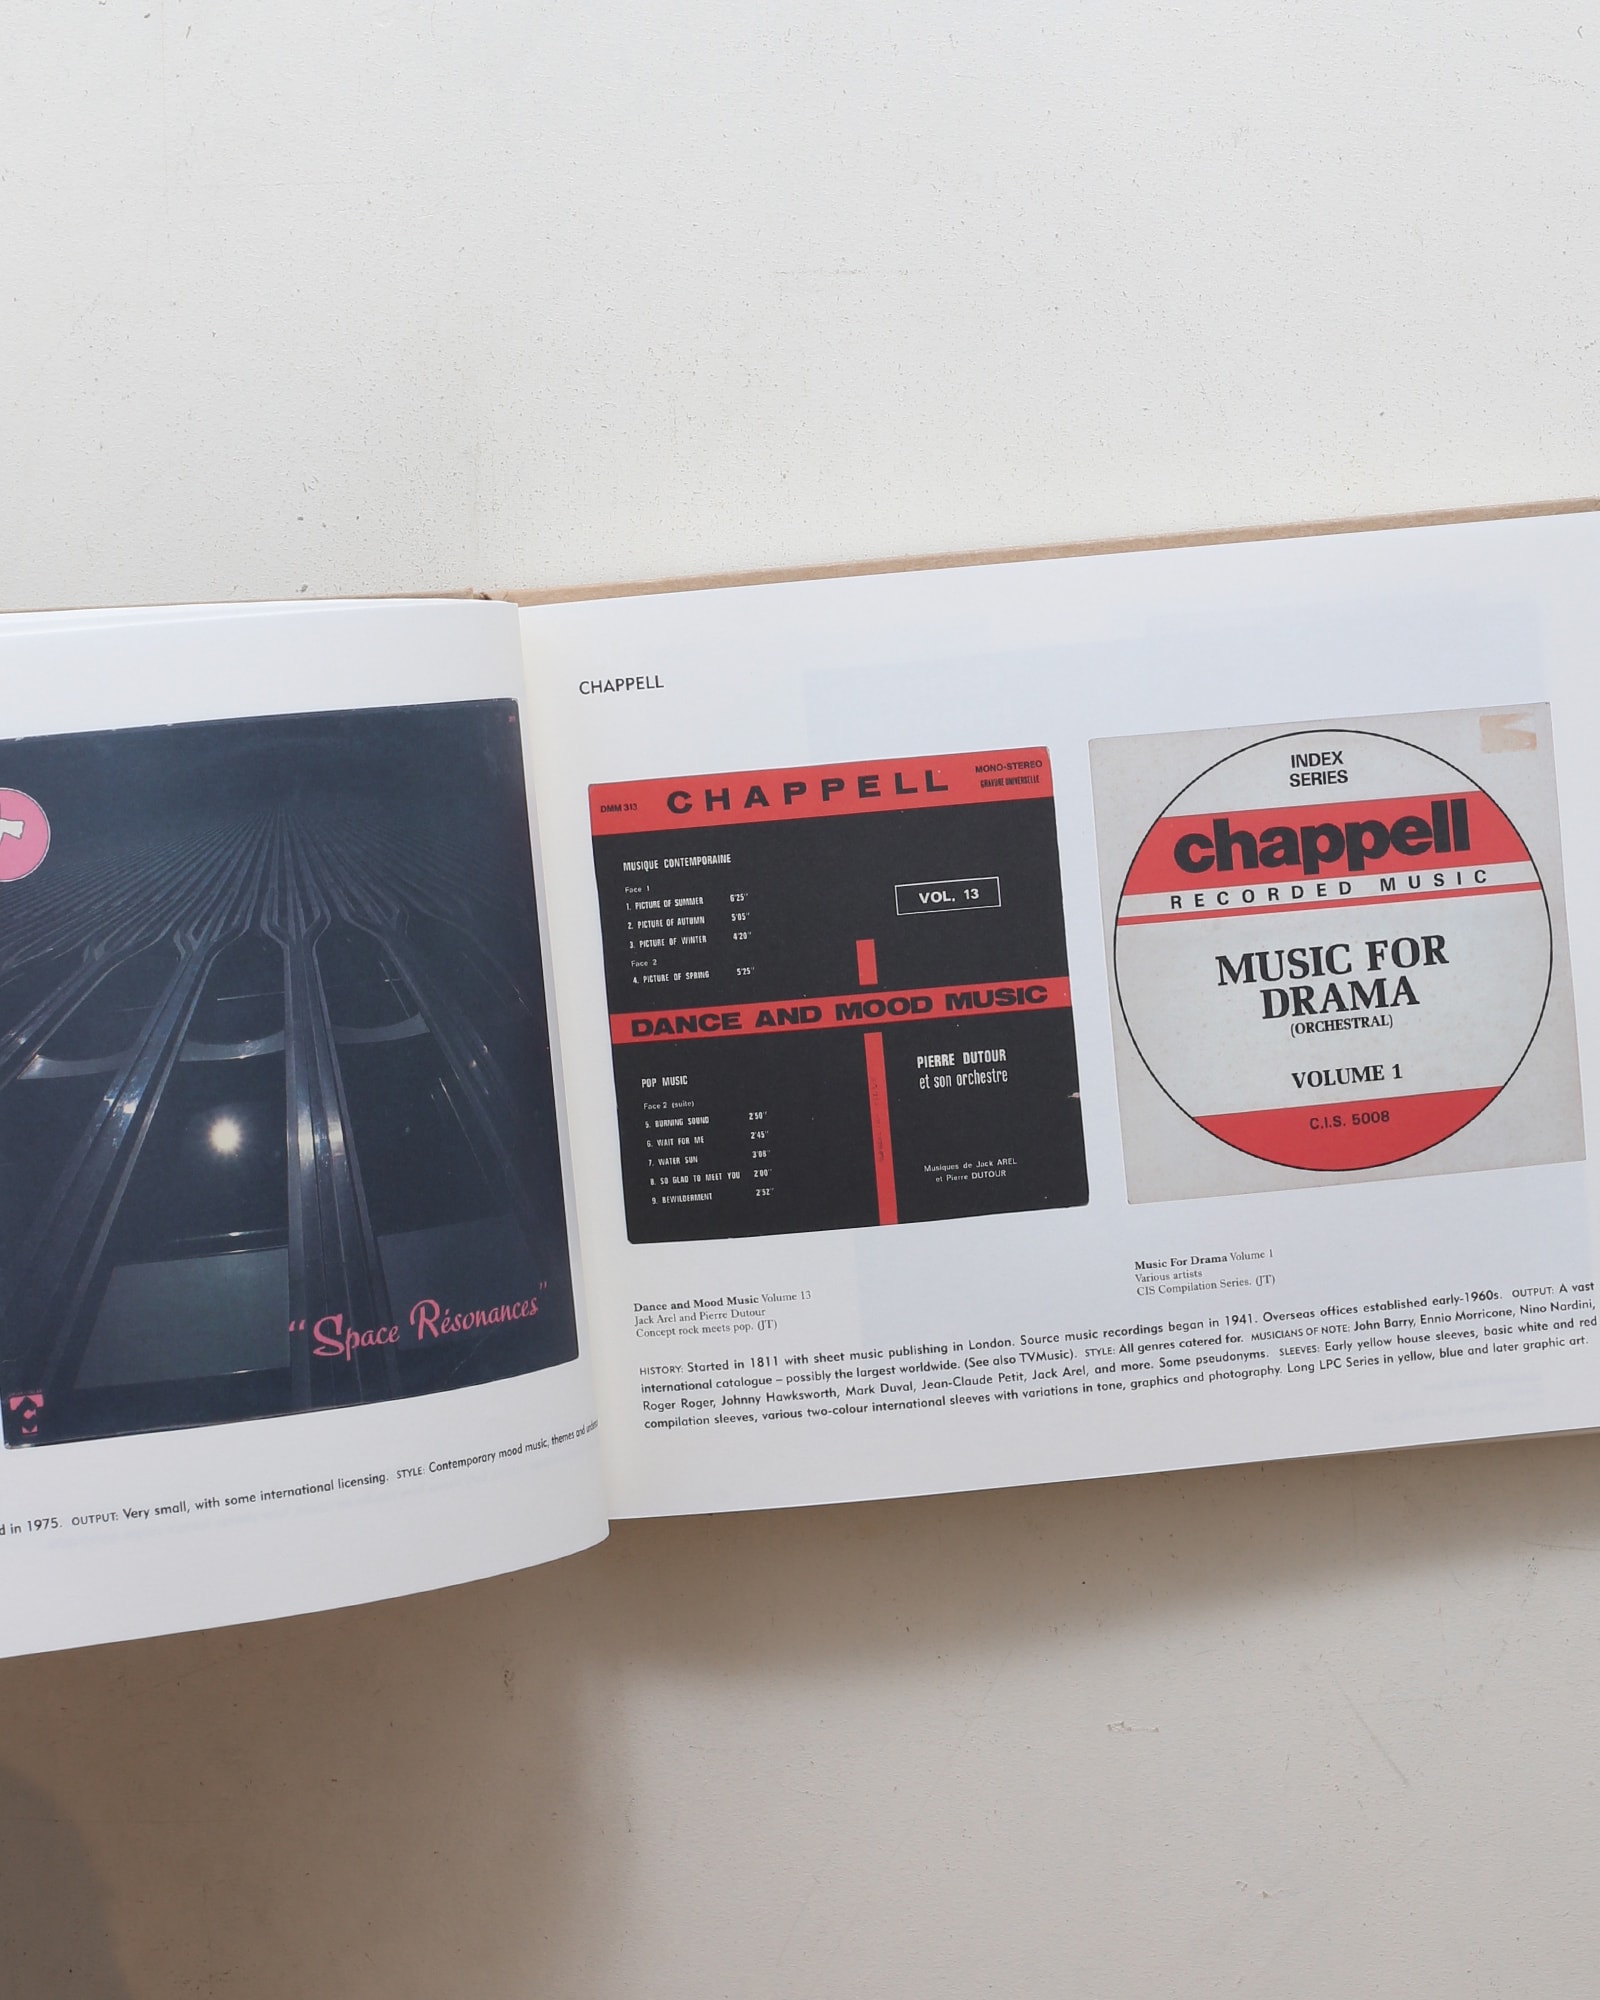 "Space Résonances"
d in 1975. OUTPUT: Very small, with some international licensing. STYLE: Contemporary mood music, themes and
CHAPPELL
DMM 313
CHAPPELL
MONO-STEREO
GRAVURE UNIVERSELLE
MUSIQUE CONTEMPORAINE
Face 1
1. PICTURE OF SUMMER 6'25"
2. PICTURE OF AUTUMN 5'05"
3. PICTURE OF WINTER 4'20"
Face 2
4. PICTURE OF SPRING 5'25"
VOL. 13
DANCE AND MOOD MUSIC
POP MUSIC
Face 2 (suite)
5. BURNING SOUND 2'50"
6. WAIT FOR ME 2'45"
7. WATER SUN 3'08"
8. SO GLAD TO MEET YOU 2'00"
9. BEWILDERMENT 2'52"
PIERRE DUTOUR
et son orchestre
Musiques de Jack AREL
et Pierre DUTOUR
INDEX
SERIES
chappell
RECORDED MUSIC
MUSIC FOR
DRAMA
(ORCHESTRAL)
VOLUME 1
C.I.S. 5008
Dance and Mood Music Volume 13
Jack Arel and Pierre Dutour
Concept rock meets pop. (JT)
Music For Drama Volume 1
Various artists
CIS Compilation Series. (JT)
HISTORY: Started in 1811 with sheet music publishing in London. Source music recordings began in 1941. Overseas offices established early-1960s. OUTPUT: A vast
international catalogue – possibly the largest worldwide. (See also TVMusic). STYLE: All genres catered for. MUSICIANS OF NOTE: John Barry, Ennio Morricone, Nino Nardini,
Roger Roger, Johnny Hawksworth, Mark Duval, Jean-Claude Petit, Jack Arel, and more. Some pseudonyms. SLEEVES: Early yellow house sleeves, basic white and red
compilation sleeves, various two-colour international sleeves with variations in tone, graphics and photography. Long LPC Series in yellow, blue and later graphic art.